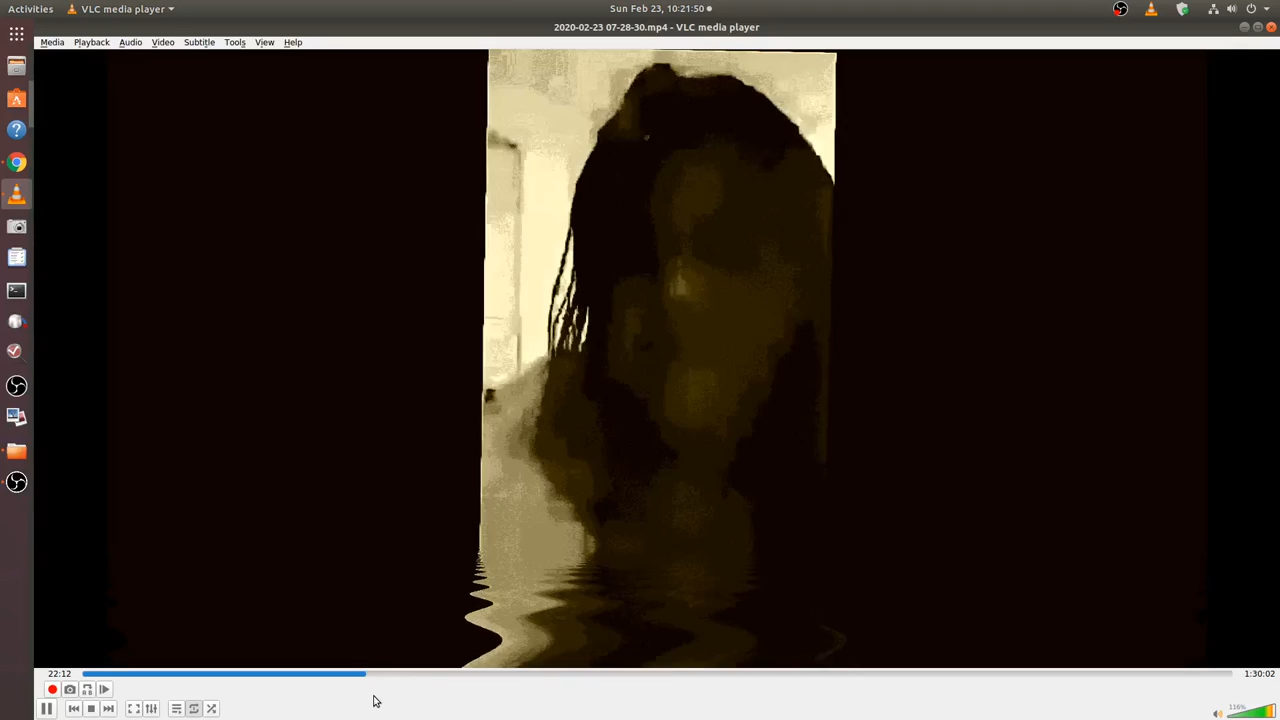 Activities VLC media player Sun Feb 23, 10:21:50
2020-02-23 07-28-30.mp4 - VLC media player
Media Playback Audio Video Subtitle Tools View Help
22:12 1:30:02
116%